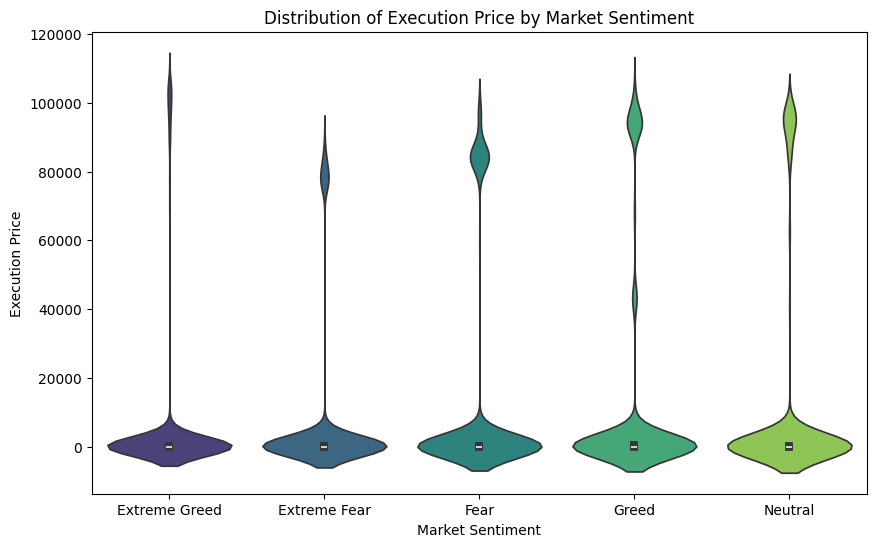 Distribution of Execution Price by Market Sentiment
120000
100000
80000
60000
40000
20000
0
Execution Price
Extreme Greed
Extreme Fear
Fear
Greed
Neutral
Market Sentiment